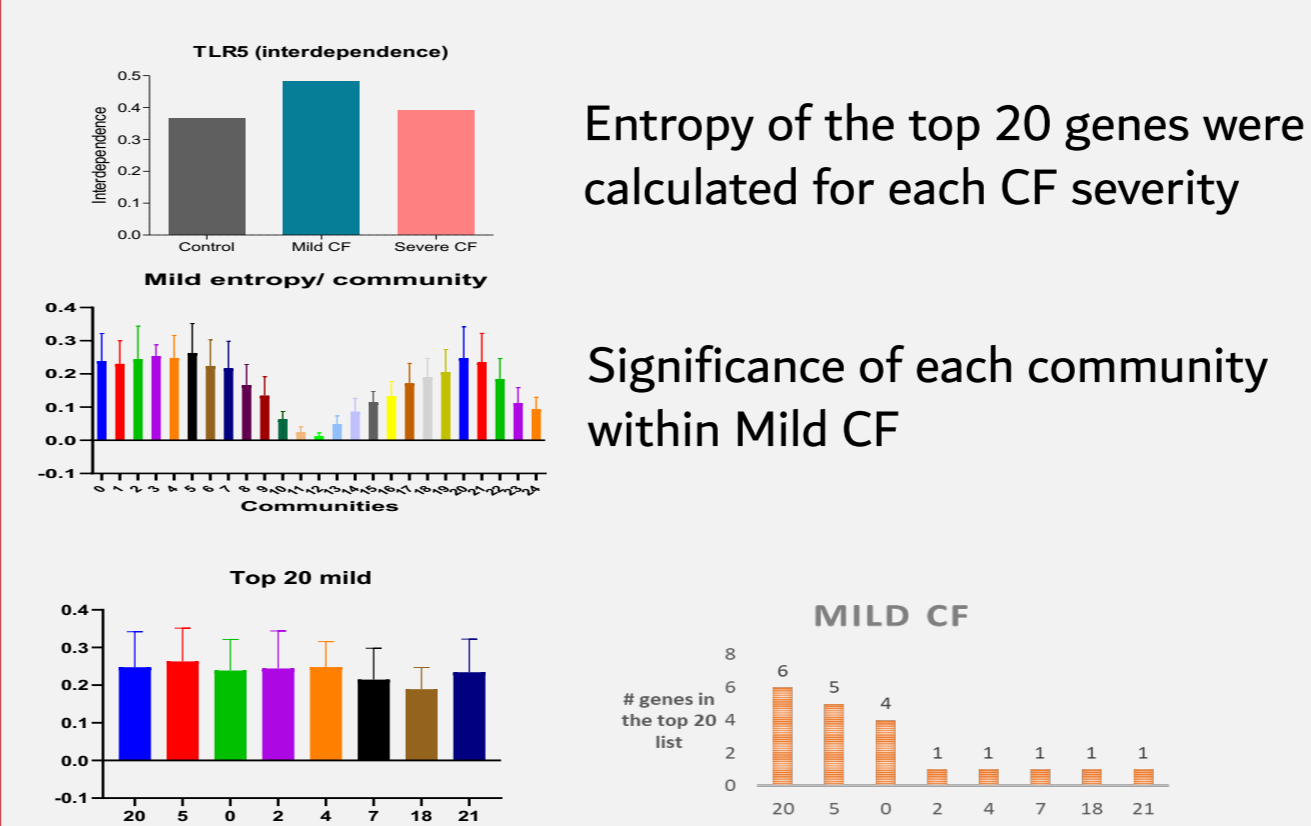 TLR5 (interdependence)
0.5
0.4
0.3
0.2
0.1
0.0
Interdependence
Control Mild CF Severe CF
Entropy of the top 20 genes were
calculated for each CF severity
Mild entropy/ community
0.4
0.3
0.2
0.1
0.0
-0.1
0 1 2 3 4 5 6 7 8 9 10 11 12 13 14 15 16 17 18 19 20 21 22 23 24
Communities
Significance of each community
within Mild CF
Top 20 mild
0.4
0.3
0.2
0.1
0.0
-0.1
20 5 0 2 4 7 18 21
MILD CF
# genes in
the top 20
list
8
6
4
2
0
6 5 4 1 1 1 1 1
20 5 0 2 4 7 18 21